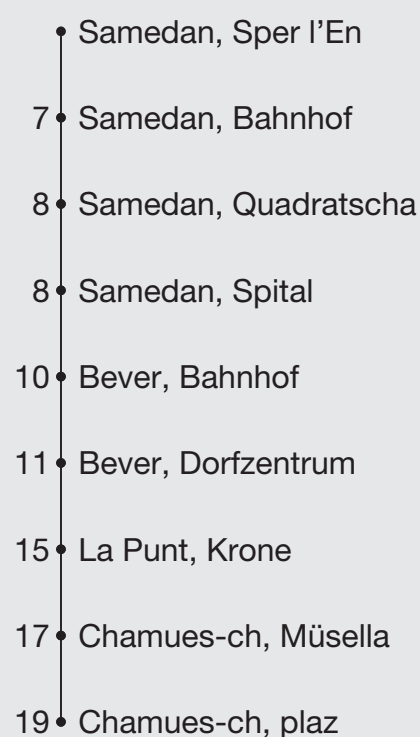 Samedan, Sper l’En
7 Samedan, Bahnhof
8 Samedan, Quadratscha
8 Samedan, Spital
10 Bever, Bahnhof
11 Bever, Dorfzentrum
15 La Punt, Krone
17 Chamues-ch, Müsella
19 Chamues-ch, plaz